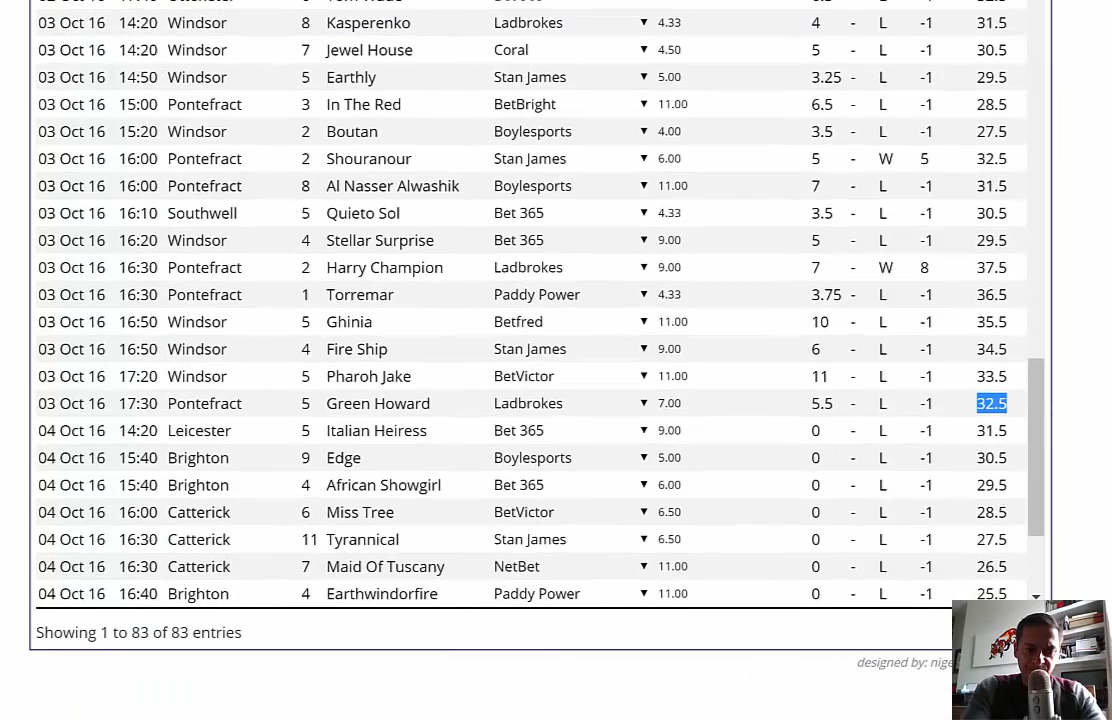 03 Oct 16 14:20 Windsor 8 Kasperenko Ladbrokes ▼ 4.33 4 - L -1 31.5
03 Oct 16 14:20 Windsor 7 Jewel House Coral ▼ 4.50 5 - L -1 30.5
03 Oct 16 14:50 Windsor 5 Earthly Stan James ▼ 5.00 3.25 - L -1 29.5
03 Oct 16 15:00 Pontefract 3 In The Red BetBright ▼ 11.00 6.5 - L -1 28.5
03 Oct 16 15:20 Windsor 2 Boutan Boylesports ▼ 4.00 3.5 - L -1 27.5
03 Oct 16 16:00 Pontefract 2 Shouranour Stan James ▼ 6.00 5 - W 5 32.5
03 Oct 16 16:00 Pontefract 8 Al Nasser Alwashik Boylesports ▼ 11.00 7 - L -1 31.5
03 Oct 16 16:10 Southwell 5 Quieto Sol Bet 365 ▼ 4.33 3.5 - L -1 30.5
03 Oct 16 16:20 Windsor 4 Stellar Surprise Bet 365 ▼ 9.00 5 - L -1 29.5
03 Oct 16 16:30 Pontefract 2 Harry Champion Ladbrokes ▼ 9.00 7 - W 8 37.5
03 Oct 16 16:30 Pontefract 1 Torremar Paddy Power ▼ 4.33 3.75 - L -1 36.5
03 Oct 16 16:50 Windsor 5 Ghinia Betfred ▼ 11.00 10 - L -1 35.5
03 Oct 16 16:50 Windsor 4 Fire Ship Stan James ▼ 9.00 6 - L -1 34.5
03 Oct 16 17:20 Windsor 5 Pharoh Jake BetVictor ▼ 11.00 11 - L -1 33.5
03 Oct 16 17:30 Pontefract 5 Green Howard Ladbrokes ▼ 7.00 5.5 - L -1 32.5
04 Oct 16 14:20 Leicester 5 Italian Heiress Bet 365 ▼ 9.00 0 - L -1 31.5
04 Oct 16 15:40 Brighton 9 Edge Boylesports ▼ 5.00 0 - L -1 30.5
04 Oct 16 15:40 Brighton 4 African Showgirl Bet 365 ▼ 6.00 0 - L -1 29.5
04 Oct 16 16:00 Catterick 6 Miss Tree BetVictor ▼ 6.50 0 - L -1 28.5
04 Oct 16 16:30 Catterick 11 Tyrannical Stan James ▼ 6.50 0 - L -1 27.5
04 Oct 16 16:30 Catterick 7 Maid Of Tuscany NetBet ▼ 11.00 0 - L -1 26.5
04 Oct 16 16:40 Brighton 4 Earthwindorfire Paddy Power ▼ 11.00 0 - L -1 25.5
Showing 1 to 83 of 83 entries
designed by: nige